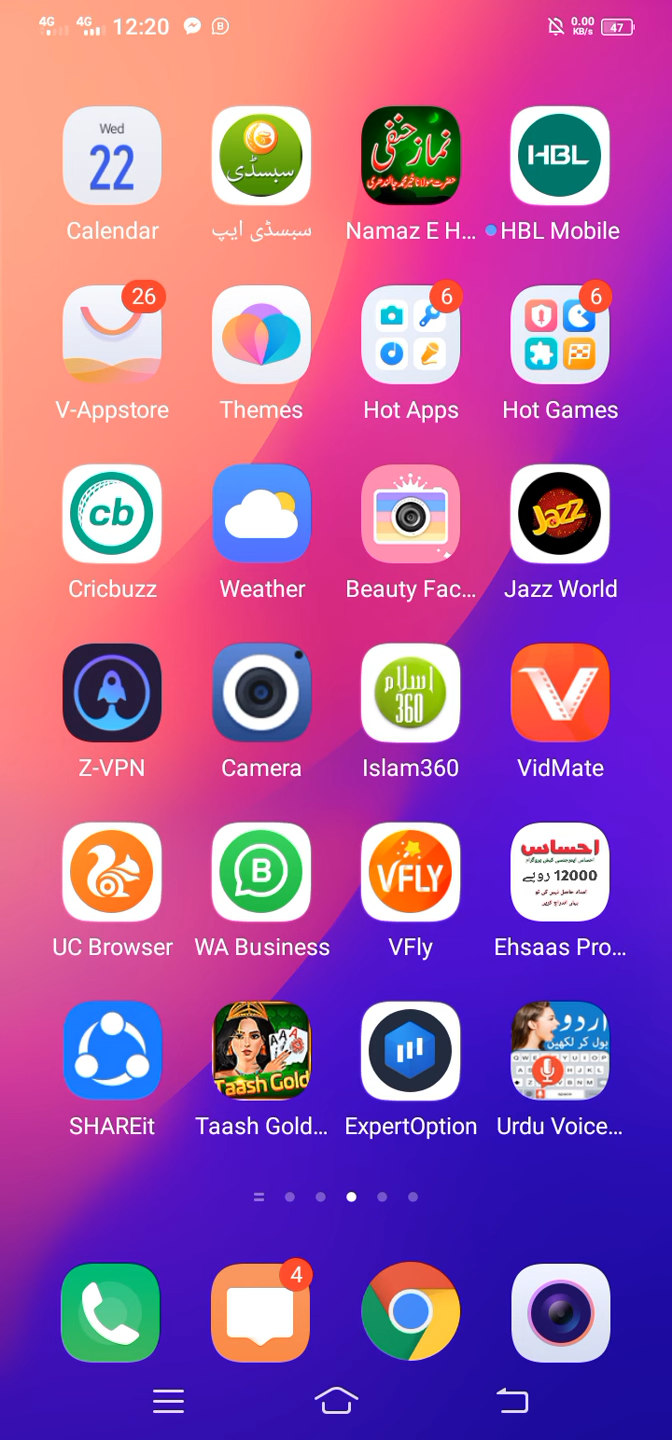 4G 4G 12:20 0.00 KB/s 47
Wed
22
سبسڈی
نماز حنفی
HBL
Calendar سبسڈی ایپ Namaz E H... HBL Mobile
26 6 6
V-Appstore Themes Hot Apps Hot Games
cb Jazz
Cricbuzz Weather Beauty Fac... Jazz World
اسلام
360
Z-VPN Camera Islam360 VidMate
B VFLY
احساس
12000 روپے
UC Browser WA Business VFly Ehsaas Pro...
AAA
Taash Gold
اردو
بول کر لکھیں
SHAREit Taash Gold... ExpertOption Urdu Voice...
4